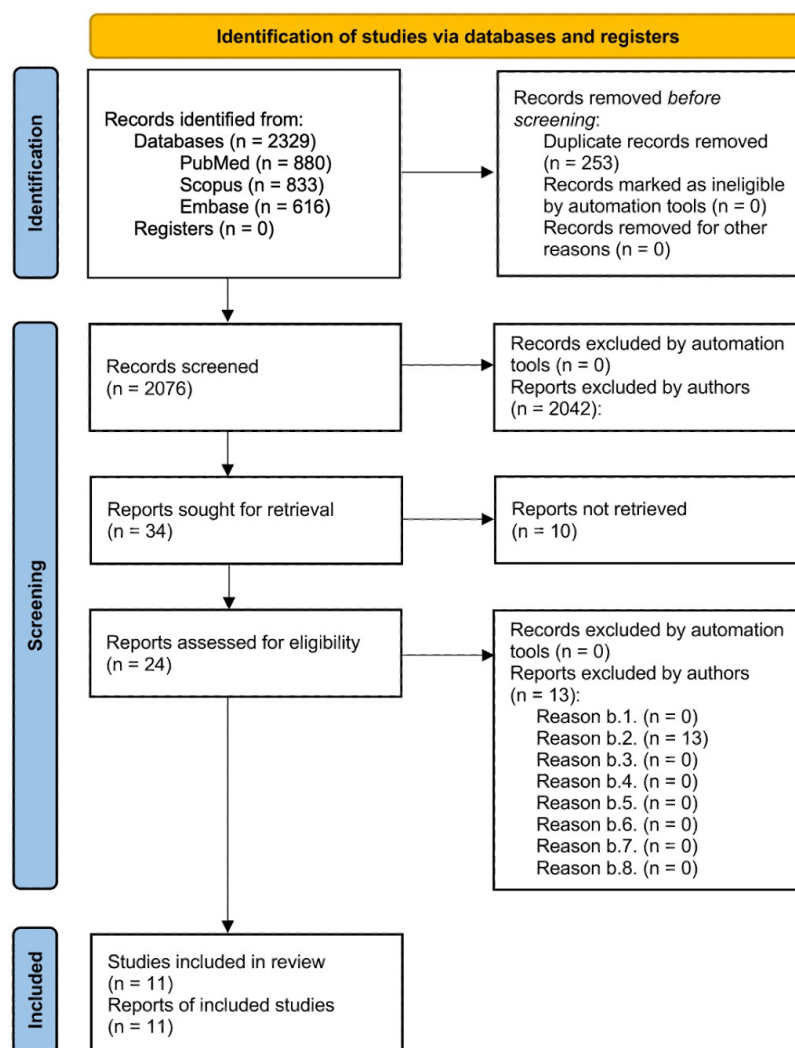 Identification of studies via databases and registers
Identification
Records identified from:
Databases (n = 2329)
PubMed (n = 880)
Scopus (n = 833)
Embase (n = 616)
Registers (n = 0)
Records removed before
screening:
Duplicate records removed
(n = 253)
Records marked as ineligible
by automation tools (n = 0)
Records removed for other
reasons (n = 0)
Screening
Records screened
(n = 2076)
Records excluded by automation
tools (n = 0)
Reports excluded by authors
(n = 2042):
Reports sought for retrieval
(n = 34)
Reports not retrieved
(n = 10)
Reports assessed for eligibility
(n = 24)
Records excluded by automation
tools (n = 0)
Reports excluded by authors
(n = 13):
Reason b.1. (n = 0)
Reason b.2. (n = 13)
Reason b.3. (n = 0)
Reason b.4. (n = 0)
Reason b.5. (n = 0)
Reason b.6. (n = 0)
Reason b.7. (n = 0)
Reason b.8. (n = 0)
Included
Studies included in review
(n = 11)
Reports of included studies
(n = 11)